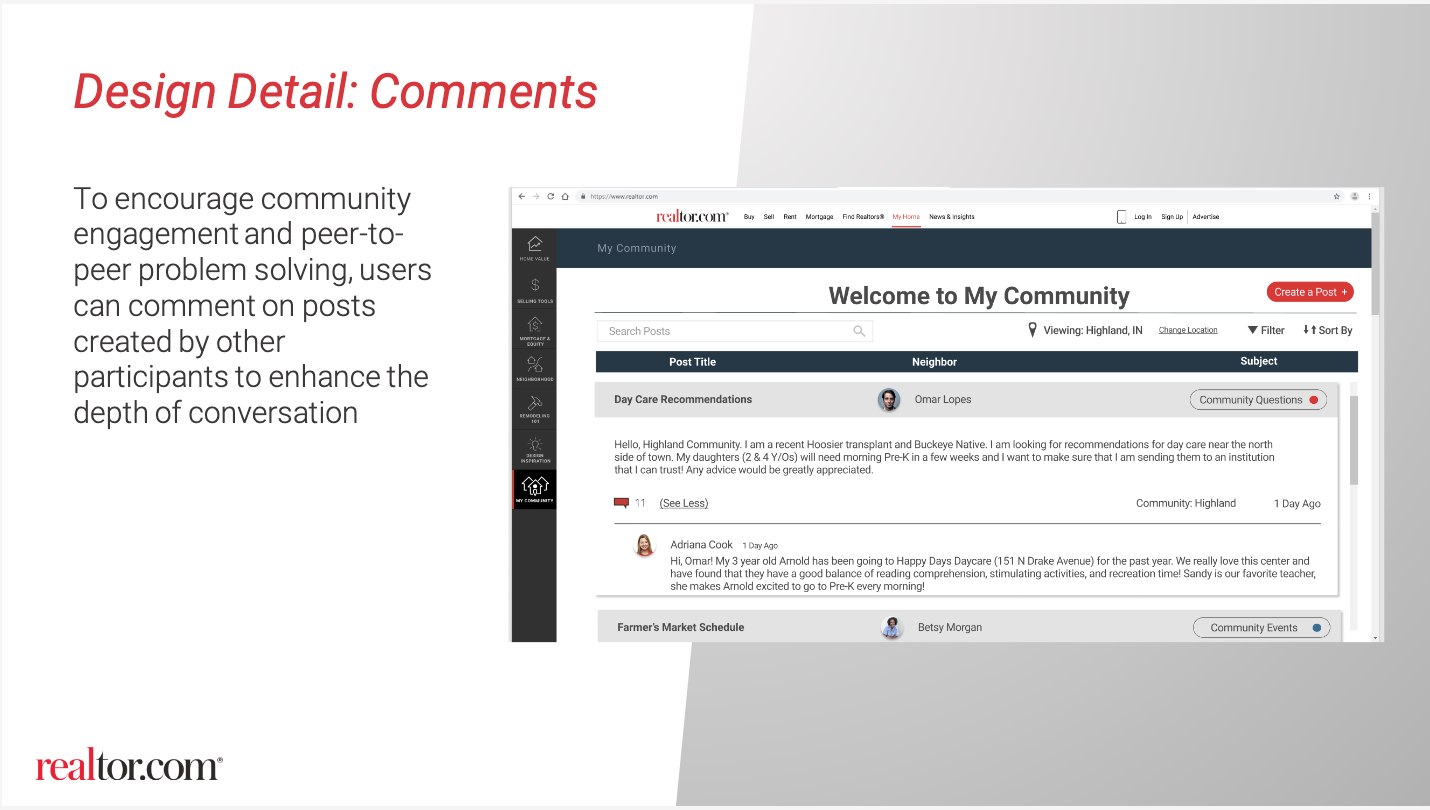 Design Detail: Comments
To encourage community
engagement and peer-to-
peer problem solving, users
can comment on posts
created by other
participants to enhance the
depth of conversation
https://www.realtor.com
realtor.com®
Buy Sell Rent Mortgage Find Realtors® My Home News & Insights
Log In Sign Up Advertise
HOME VALUE
SELLING TOOLS
MORTGAGE &
EQUITY
NEIGHBORHOOD
REMODELING
101
DESIGN
INSPIRATION
MY COMMUNITY
My Community
Welcome to My Community
Create a Post +
Search Posts
Viewing: Highland, IN Change Location Filter Sort By
Post Title Neighbor Subject
Day Care Recommendations Omar Lopes Community Questions
Hello, Highland Community. I am a recent Hoosier transplant and Buckeye Native. I am looking for recommendations for day care near the north
side of town. My daughters (2 & 4 Y/Os) will need morning Pre-K in a few weeks and I want to make sure that I am sending them to an institution
that I can trust! Any advice would be greatly appreciated.
11 (See Less) Community: Highland 1 Day Ago
Adriana Cook 1 Day Ago
Hi, Omar! My 3 year old Arnold has been going to Happy Days Daycare (151 N Drake Avenue) for the past year. We really love this center and
have found that they have a good balance of reading comprehension, stimulating activities, and recreation time! Sandy is our favorite teacher,
she makes Arnold excited to go to Pre-K every morning!
Farmer's Market Schedule Betsy Morgan Community Events
realtor.com®